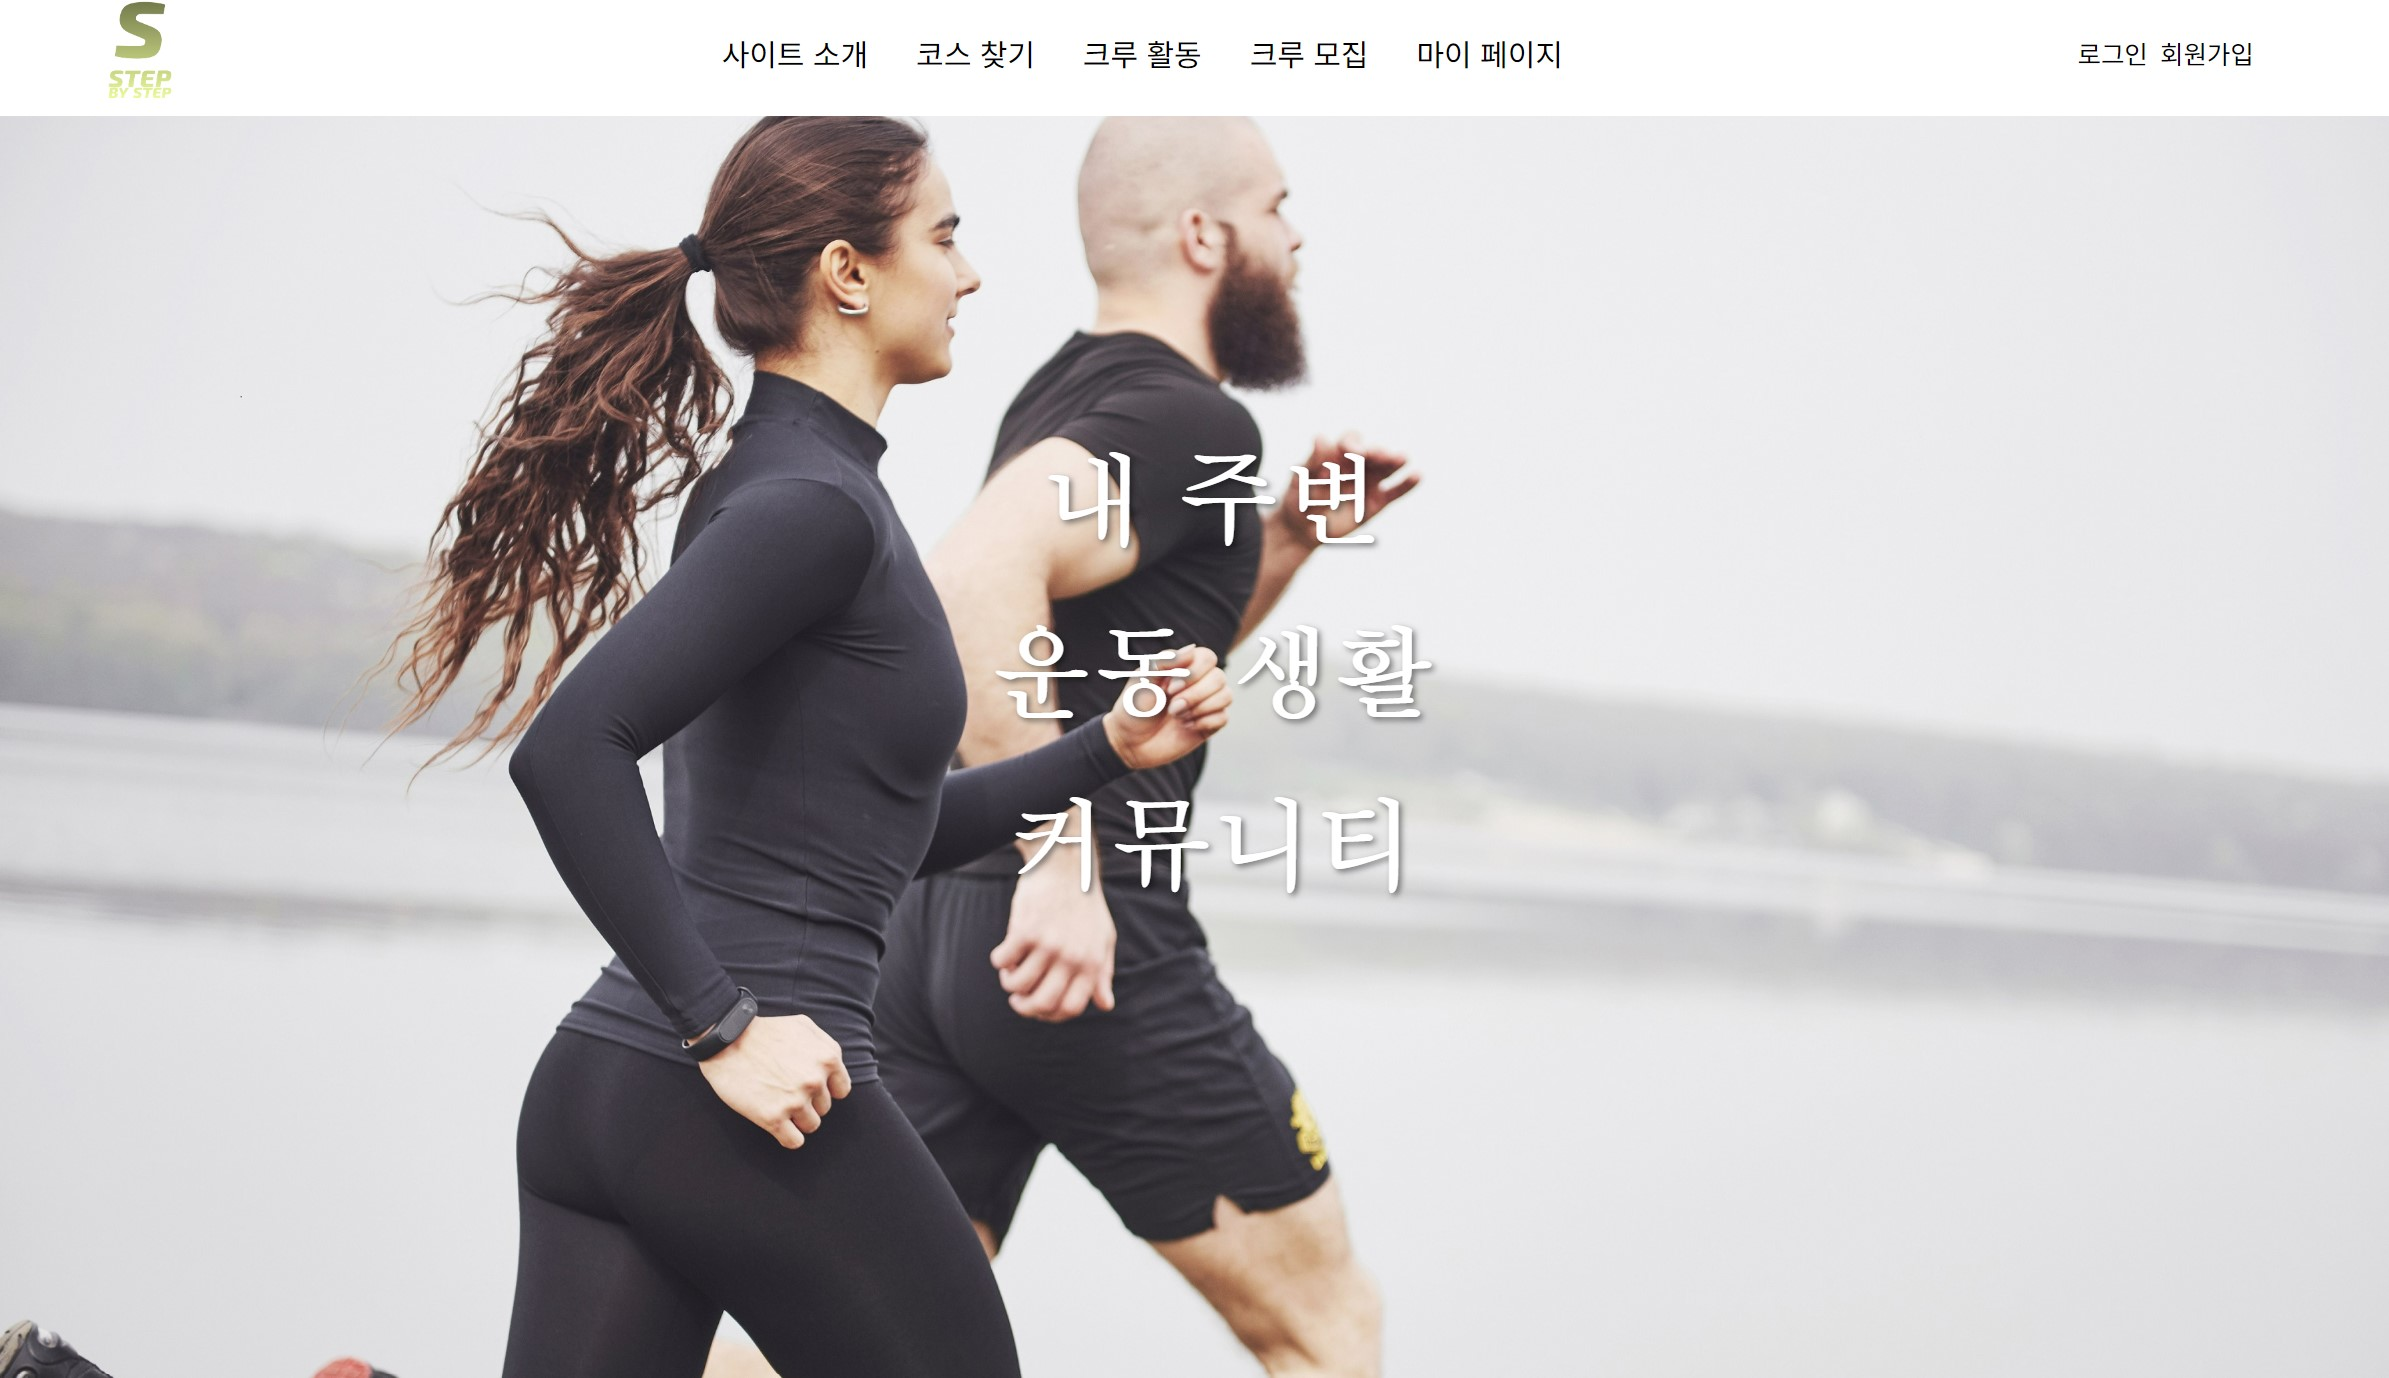 S
STEP
BY STEP
사이트 소개 코스 찾기 크루 활동 크루 모집 마이 페이지
로그인 회원가입
내 주변
운동 생활
커뮤니티